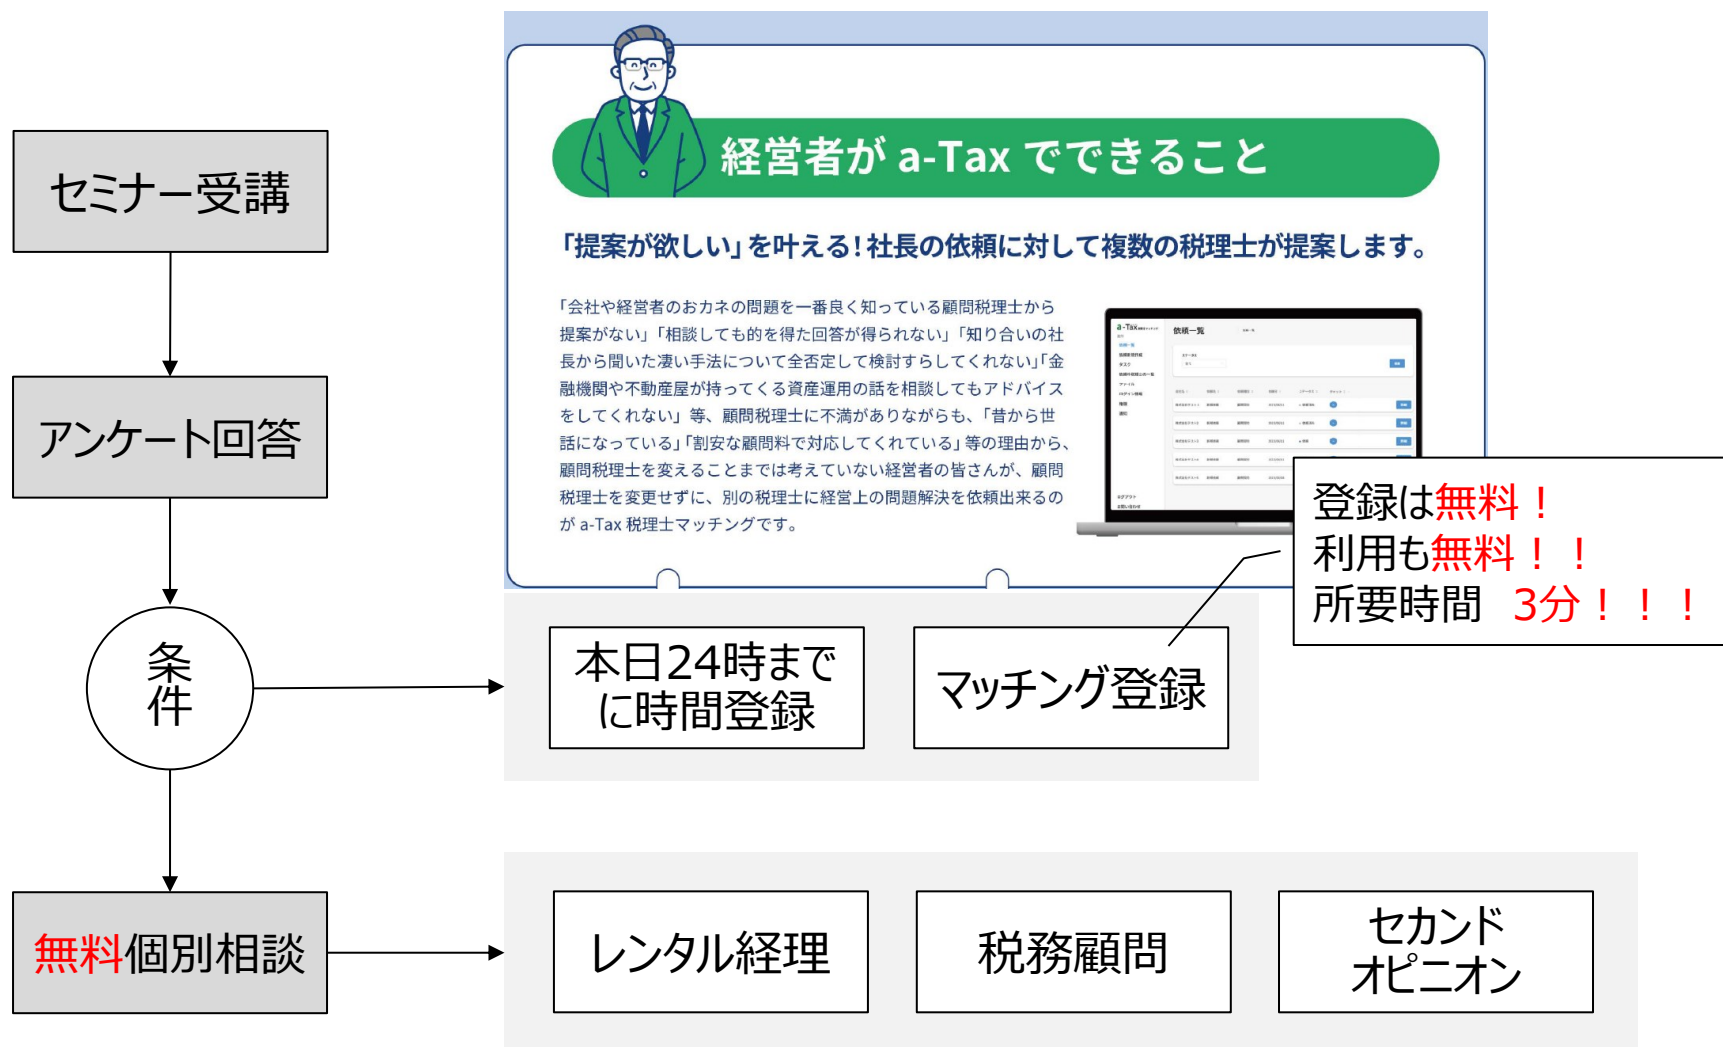 経営者が a-Tax でできること
「提案が欲しい」を叶える！社長の依頼に対して複数の税理士が提案します。
「会社や経営者のおカネの問題を一番良く知っている顧問税理士から
提案がない」「相談しても的を得た回答が得られない」「知り合いの社
長から聞いた凄い手法について全否定して検討すらしてくれない」「金
融機関や不動産屋が持ってくる資産運用の話を相談してもアドバイス
をしてくれない」等、顧問税理士に不満がありながらも、「昔から世
話になっている」「割安な顧問料で対応してくれている」等の理由から、
顧問税理士を変えることまでは考えていない経営者の皆さんが、顧問
税理士を変更せずに、別の税理士に経営上の問題解決を依頼出来るの
が a-Tax 税理士マッチングです。
a-Tax
依頼一覧
登録は無料！
利用も無料！！
所要時間 3分！！！
セミナー受講
アンケート回答
条
件
本日24時まで
に時間登録
マッチング登録
無料個別相談
レンタル経理
税務顧問
セカンド
オピニオン